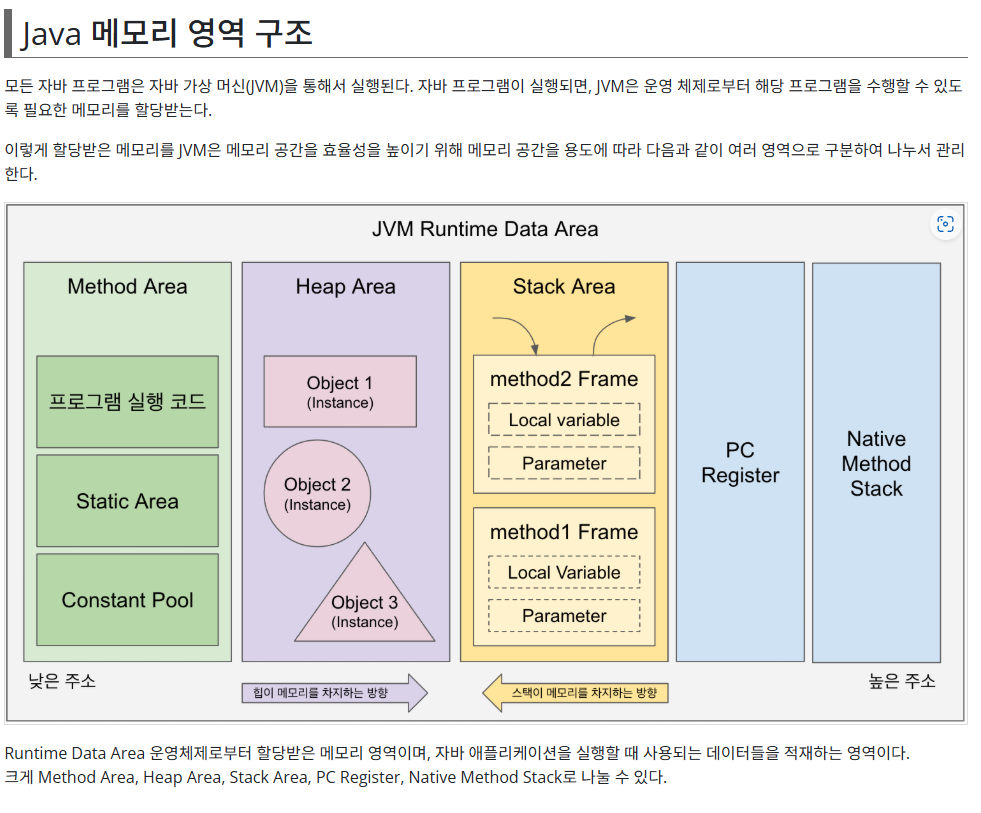 Java 메모리 영역 구조
모든 자바 프로그램은 자바 가상 머신(JVM)을 통해서 실행된다. 자바 프로그램이 실행되면, JVM은 운영 체제로부터 해당 프로그램을 수행할 수 있도
록 필요한 메모리를 할당받는다.
이렇게 할당받은 메모리를 JVM은 메모리 공간을 효율성을 높이기 위해 메모리 공간을 용도에 따라 다음과 같이 여러 영역으로 구분하여 나누서 관리
한다.
JVM Runtime Data Area
Method Area
프로그램 실행 코드
Static Area
Constant Pool
Heap Area
Object 1
(Instance)
Object 2
(Instance)
Object 3
(Instance)
Stack Area
method2 Frame
Local variable
Parameter
method1 Frame
Local Variable
Parameter
PC
Register
Native
Method
Stack
낮은 주소
힙이 메모리를 차지하는 방향
스택이 메모리를 차지하는 방향
높은 주소
Runtime Data Area 운영체제로부터 할당받은 메모리 영역이며, 자바 애플리케이션을 실행할 때 사용되는 데이터들을 적재하는 영역이다.
크게 Method Area, Heap Area, Stack Area, PC Register, Native Method Stack로 나눌 수 있다.